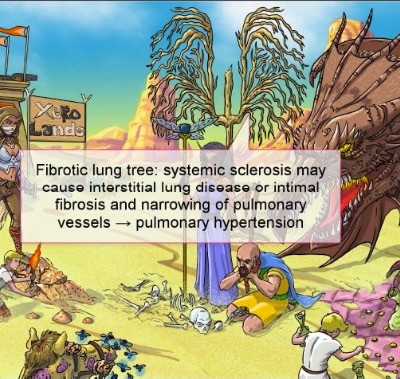 Xero
Lands
Fibrotic lung tree: systemic sclerosis may
cause interstitial lung disease or intimal
fibrosis and narrowing of pulmonary
vessels → pulmonary hypertension